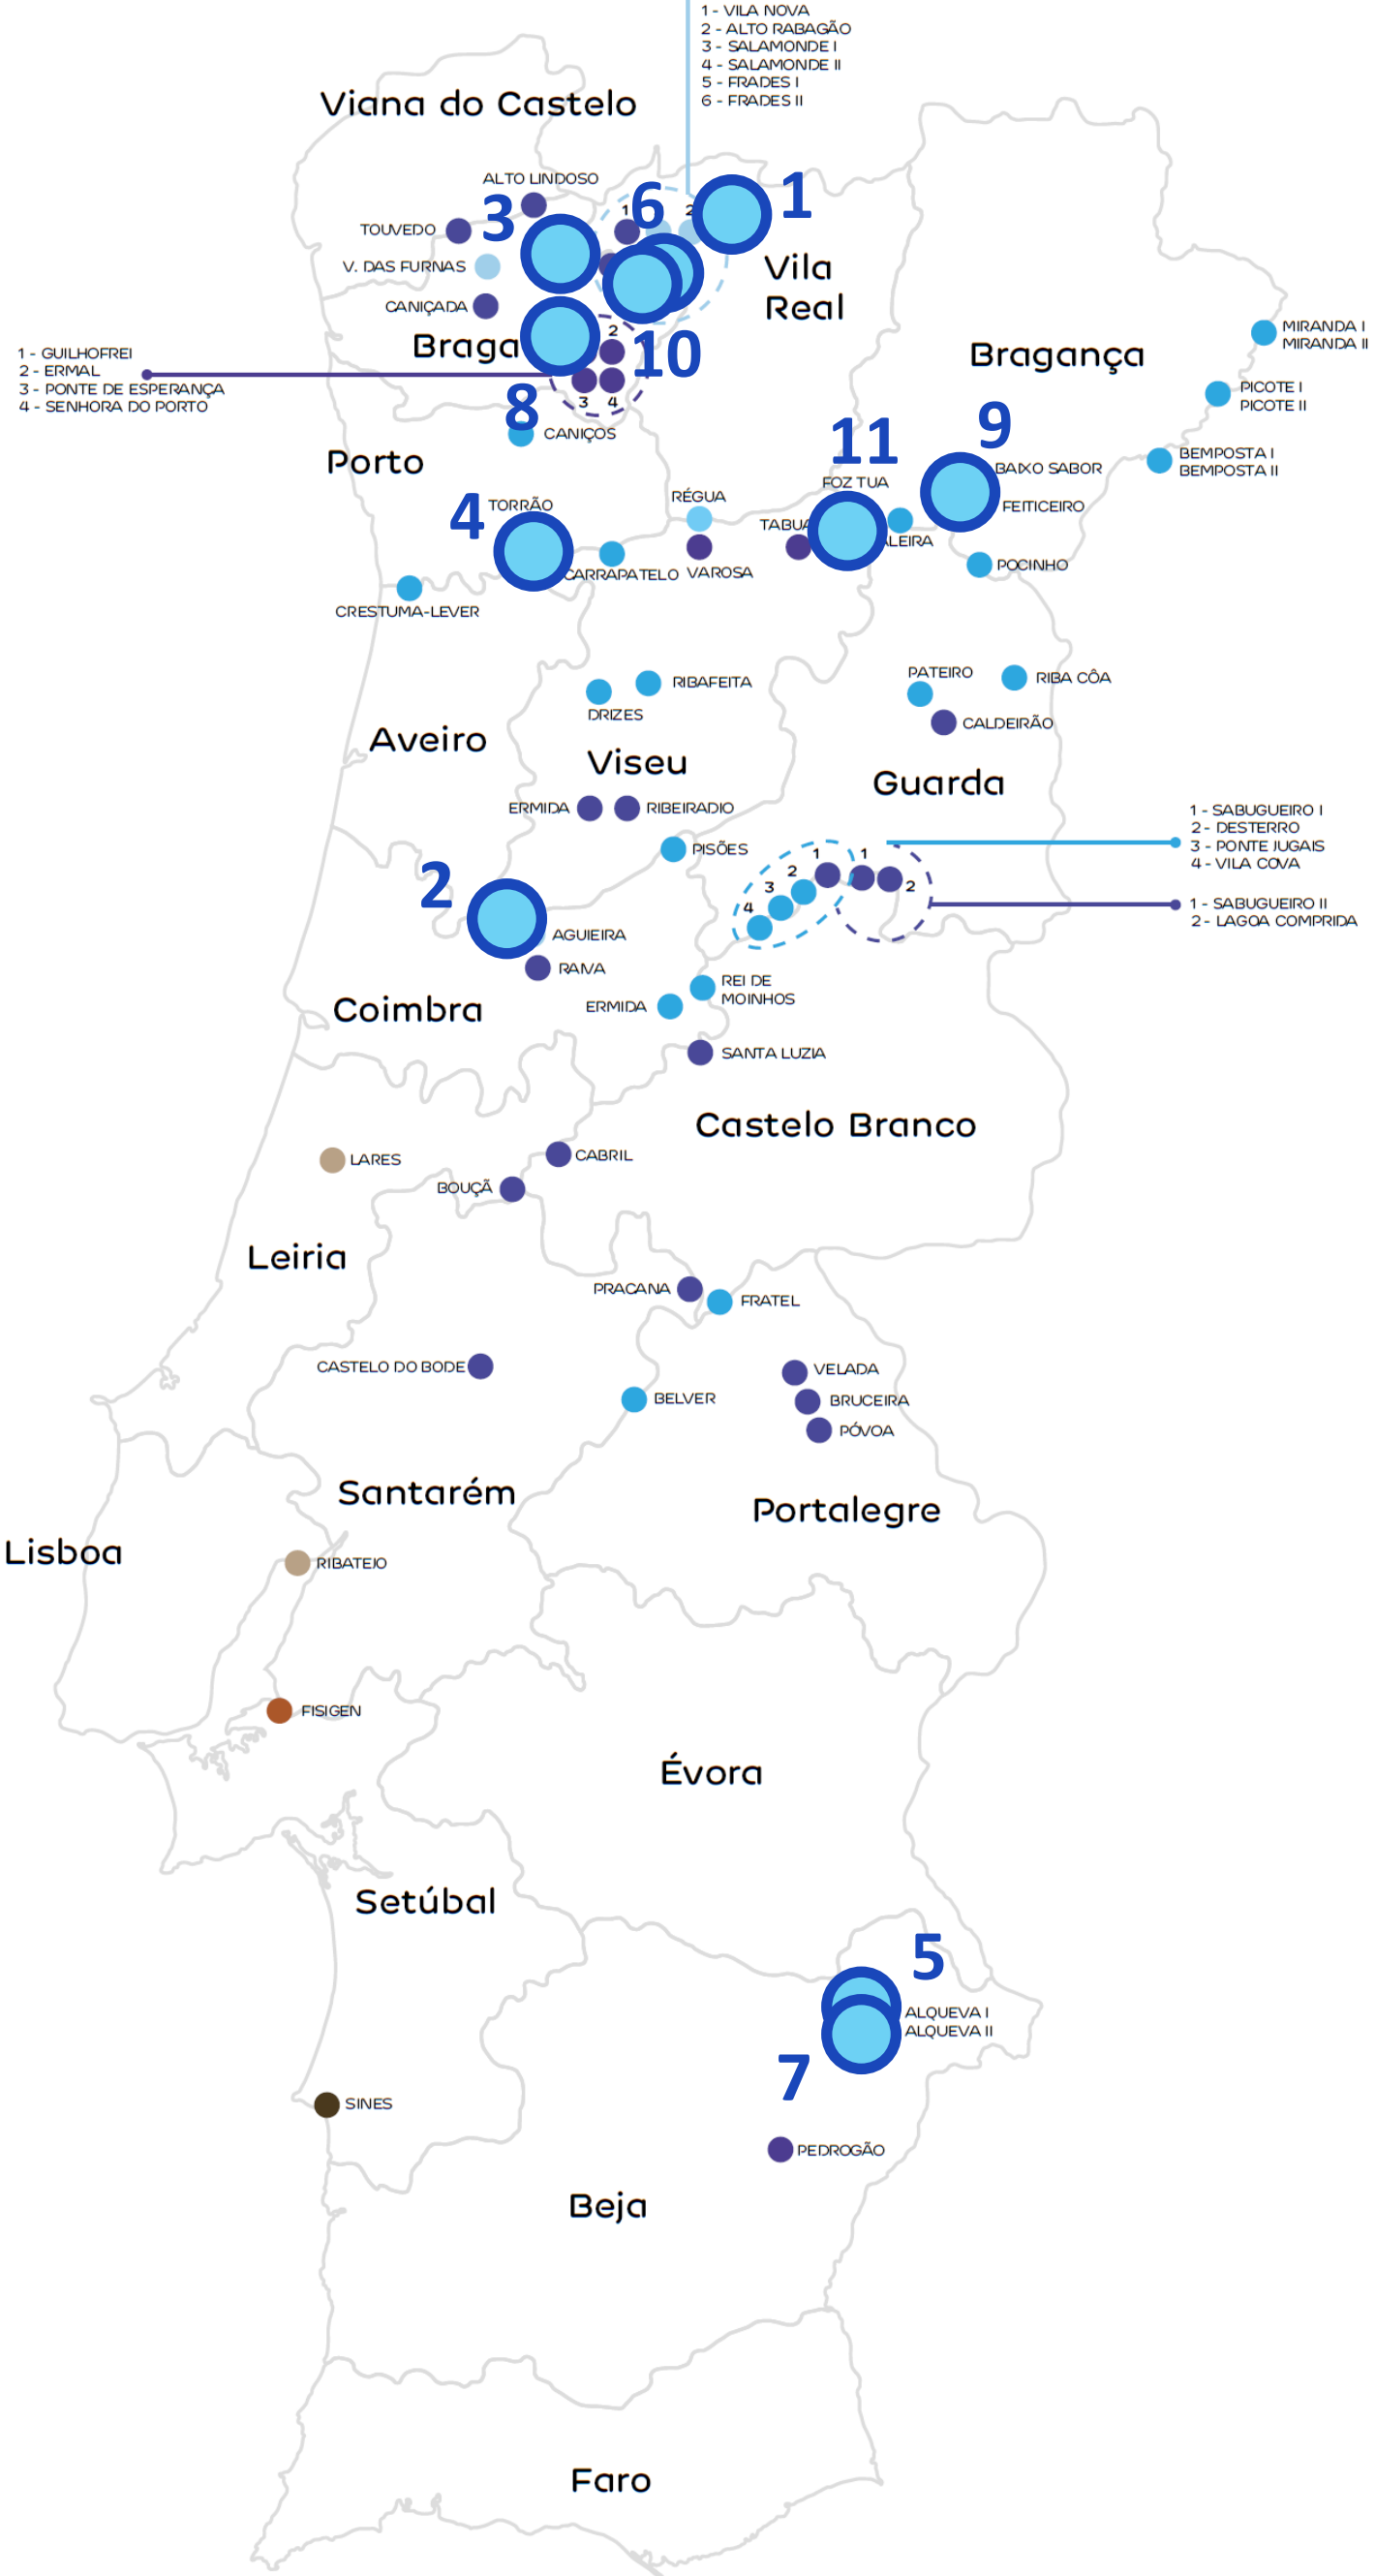 1 - VILA NOVA
2 - ALTO RABAGÃO
3 - SALAMONDE I
4 - SALAMONDE II
5 - FRADES I
6 - FRADES II
Viana do Castelo
ALTO LINDOSO
3
1
6
2
1
TOUVEDO
V. DAS FURNAS
Vila
Real
CANIÇADA
Braga
2
10
3
4
1 - GUILHOFREI
2 - ERMAL
3 - PONTE DE ESPERANÇA
4 - SENHORA DO PORTO
Bragança
MIRANDA I
MIRANDA II
PICOTE I
PICOTE II
8
CANIÇOS
11
9
BEMPOSTA I
BEMPOSTA II
Porto
BAIXO SABOR
FEITICEIRO
FOZ TUA
4
TORRÃO
RÉGUA
TABUA
LEIRA
CARRAPATELO
VAROSA
POCINHO
CRESTUMA-LEVER
RIBAFEITA
DRIZES
PATEIRO
RIBA CÔA
CALDEIRÃO
Aveiro
Viseu
Guarda
ERMIDA
RIBEIRADIO
PISÕES
1 - SABUGUEIRO I
2 - DESTERRO
3 - PONTE JUGAIS
4 - VILA COVA
1
2
3
4
1
2
1 - SABUGUEIRO II
2 - LAGOA COMPRIDA
2
AGUIEIRA
RAIVA
Coimbra
REI DE
MOINHOS
ERMIDA
SANTA LUZIA
Castelo Branco
LARES
CABRIL
BOUÇÃ
Leiria
PRACANA
FRATEL
CASTELO DO BODE
BELVER
VELADA
BRUCEIRA
PÓVOA
Santarém
Portalegre
Lisboa
RIBATEJO
FISIGEN
Évora
Setúbal
5
ALQUEVA I
ALQUEVA II
7
SINES
PEDROGÃO
Beja
Faro